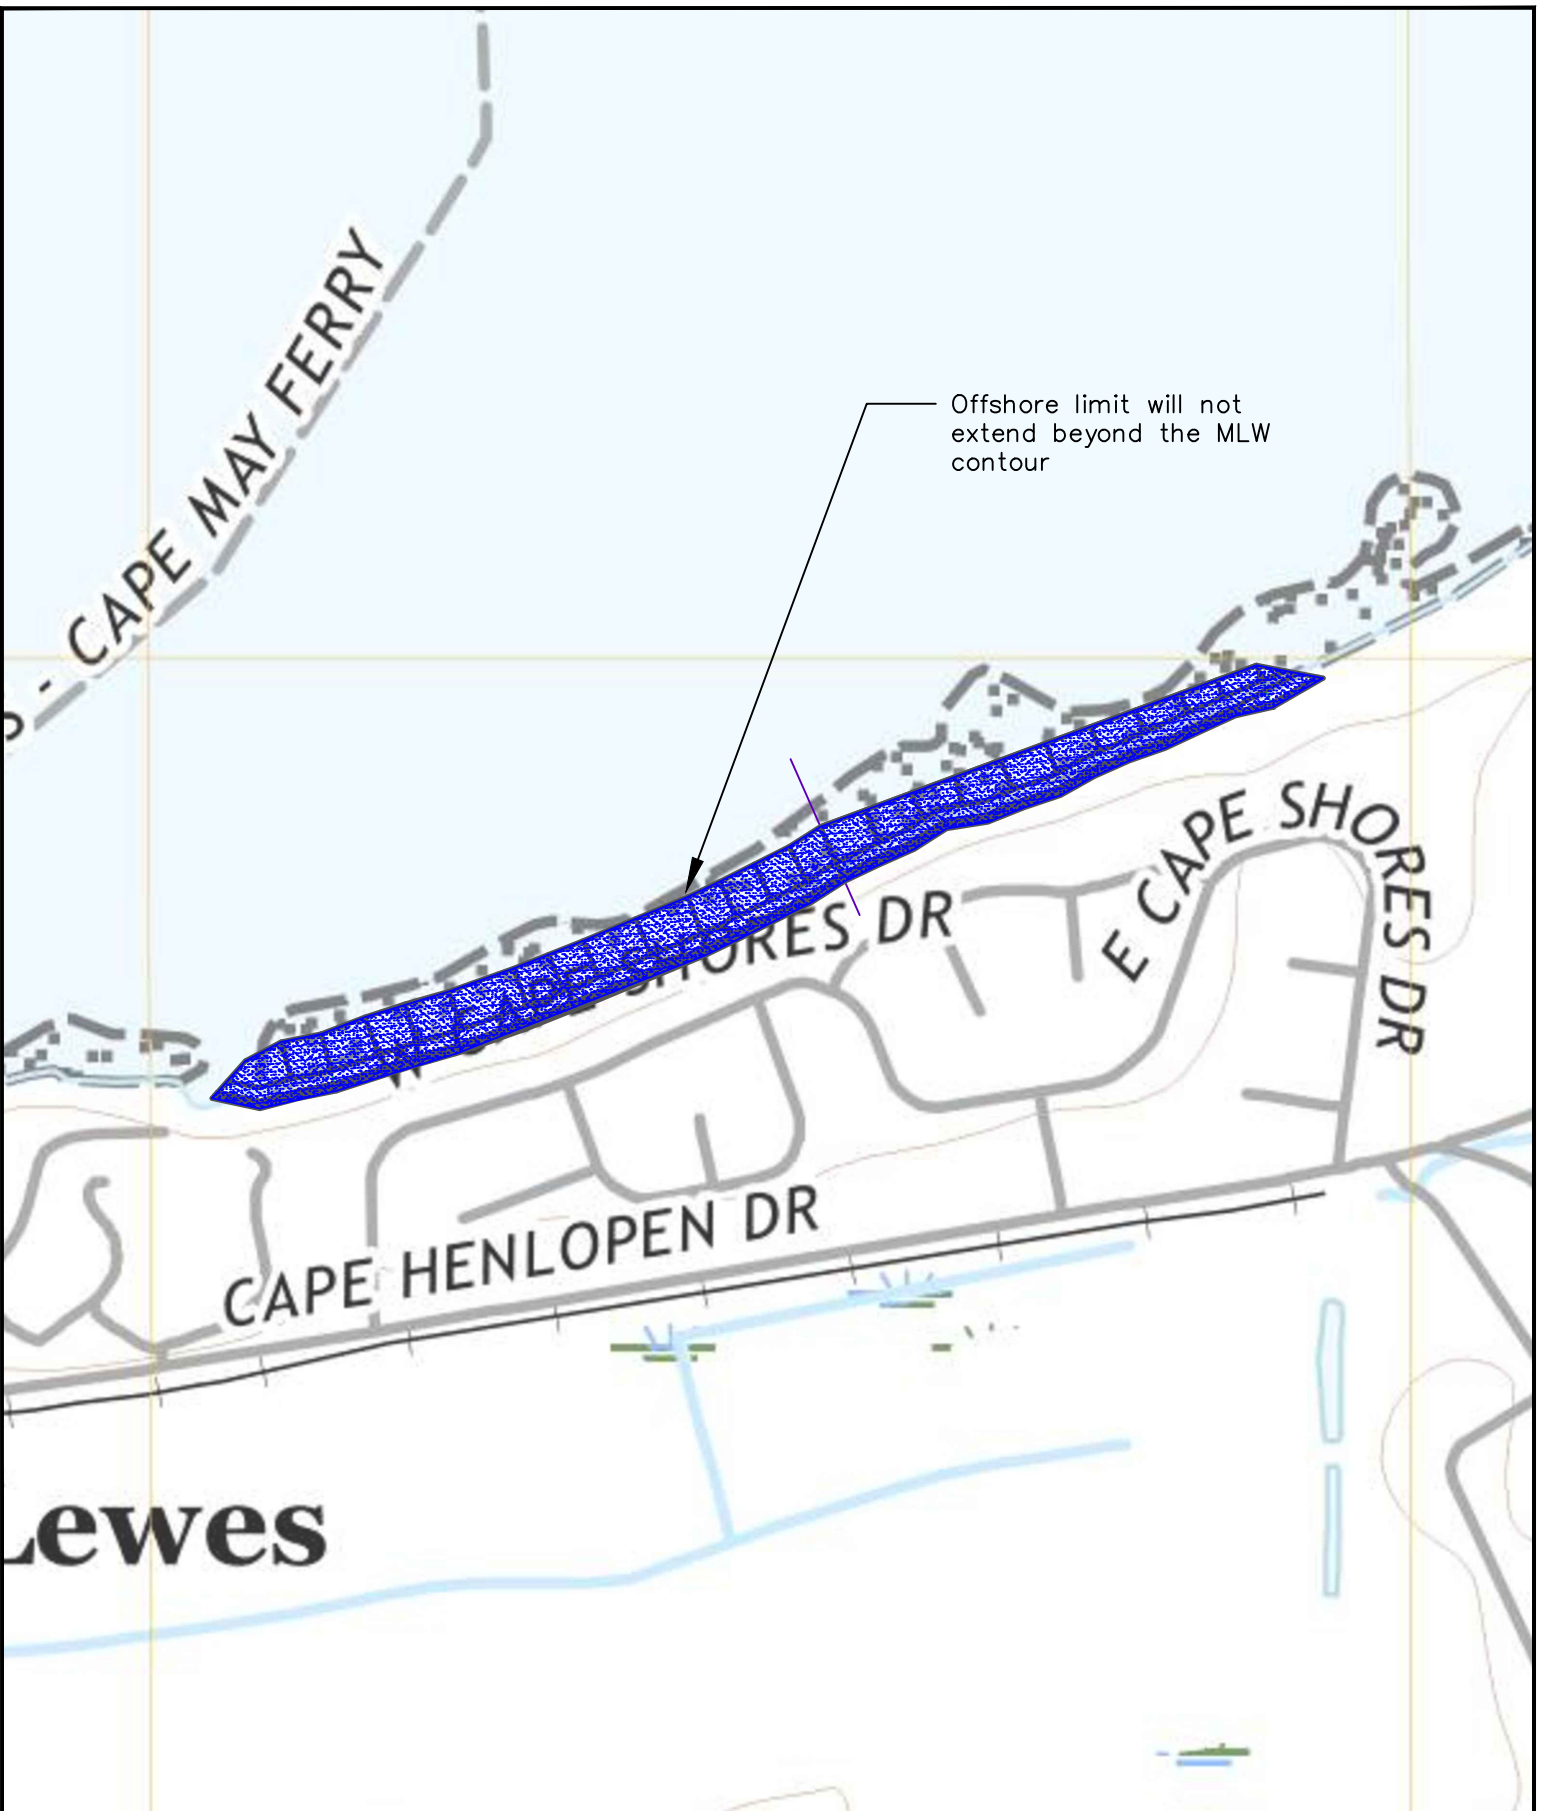 S - CAPE MAY FERRY
Offshore limit will not
extend beyond the MLW
contour
W CAPE SHORES DR
E CAPE SHORES DR
CAPE HENLOPEN DR
Lewes